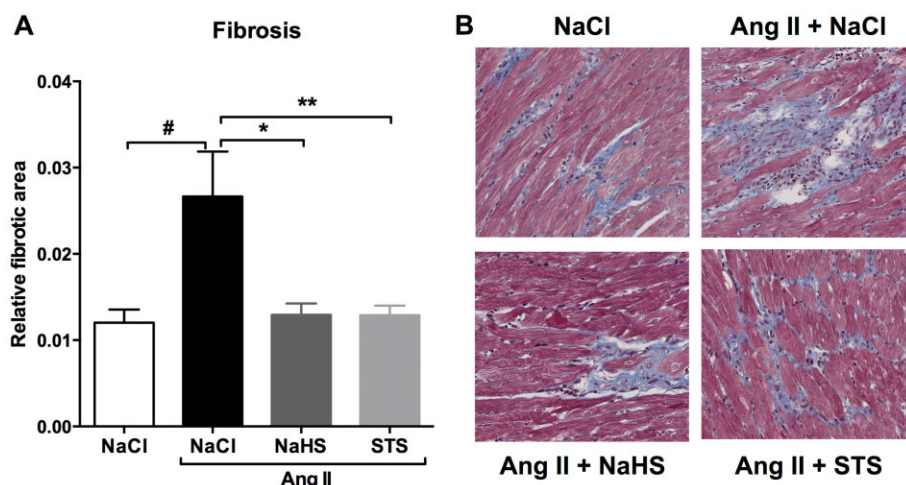 A
Fibrosis
Relative fibrotic area
0.04
0.03
0.02
0.01
0.00
#
*
**
NaCl
NaCl
NaHS
STS
Ang II
B
NaCl
Ang II + NaCl
Ang II + NaHS
Ang II + STS